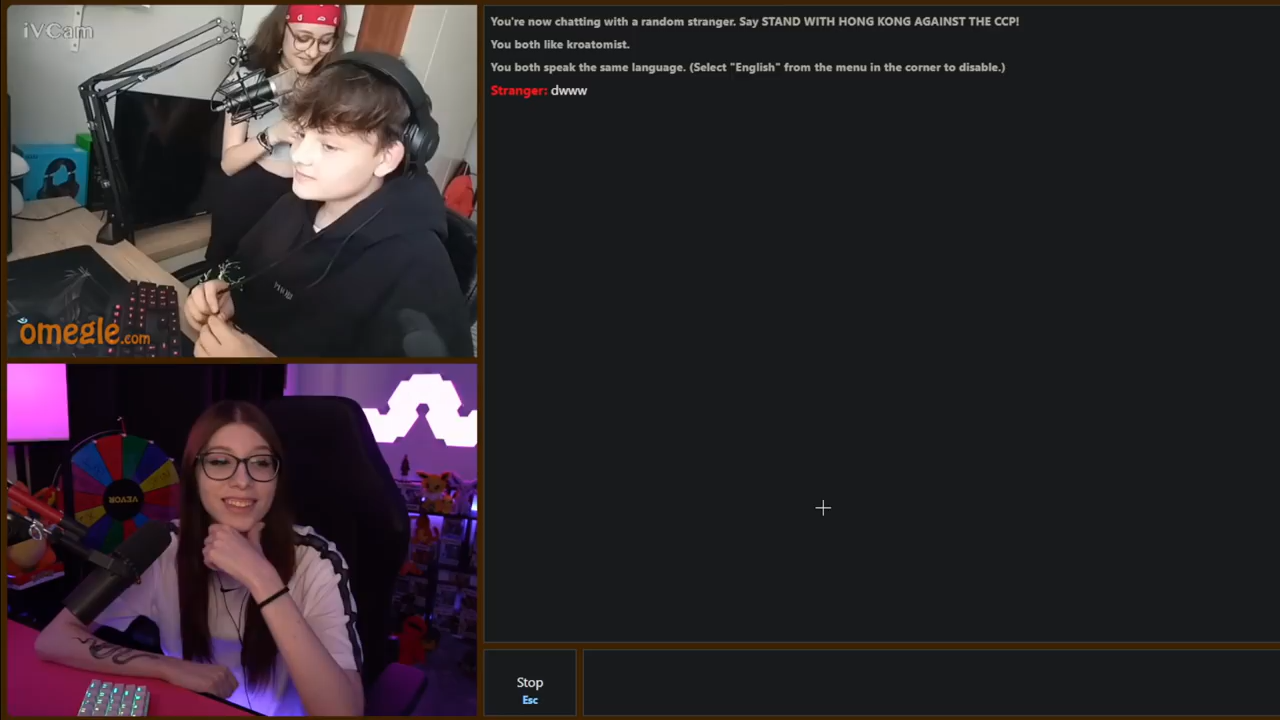 iVCam
omegle.com
VEVOR
You're now chatting with a random stranger. Say STAND WITH HONG KONG AGAINST THE CCP!
You both like kroatomist.
You both speak the same language. (Select "English" from the menu in the corner to disable.)
Stranger: dwww
Stop
Esc